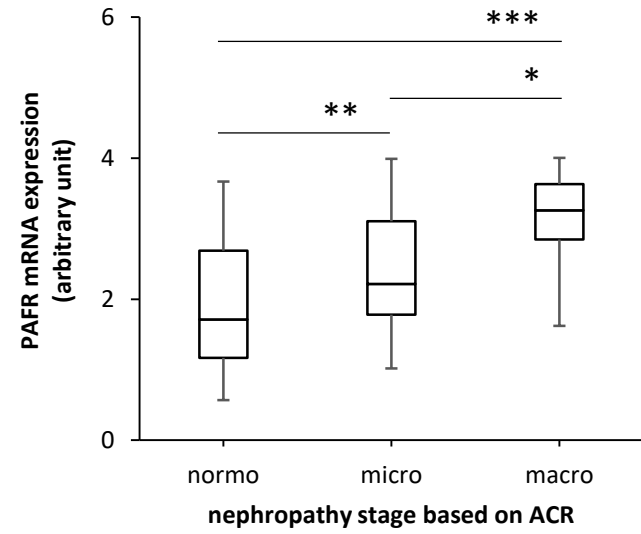 6
4
2
0
PAFR mRNA expression
(arbitrary unit)
***
*
**
normo micro macro
nephropathy stage based on ACR